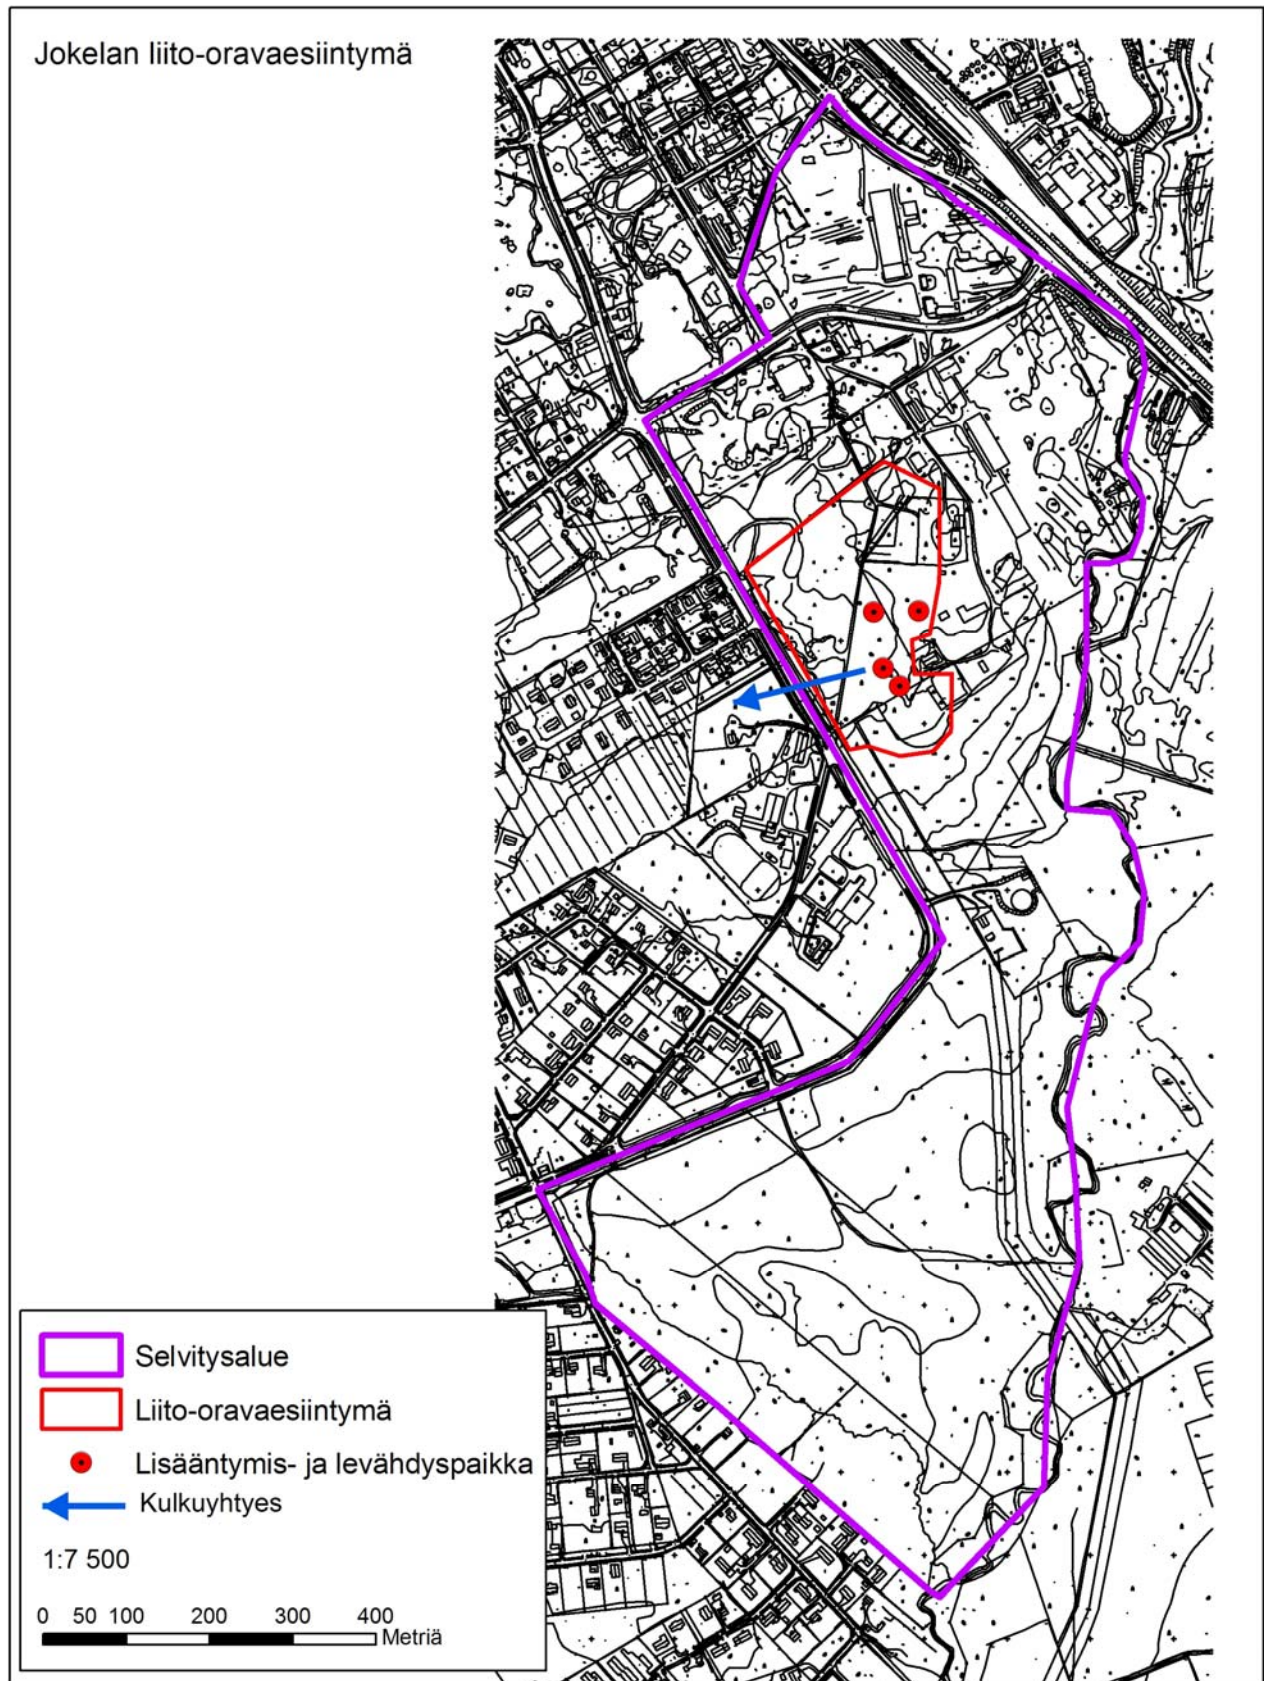 Jokelan liito-oravaesiintymä
Selvitysalue
Liito-oravaesiintymä
Lisääntymis- ja levähdyspaikka
Kulkuyhtyes
1:7 500
0 50 100 200 300 400
Metriä